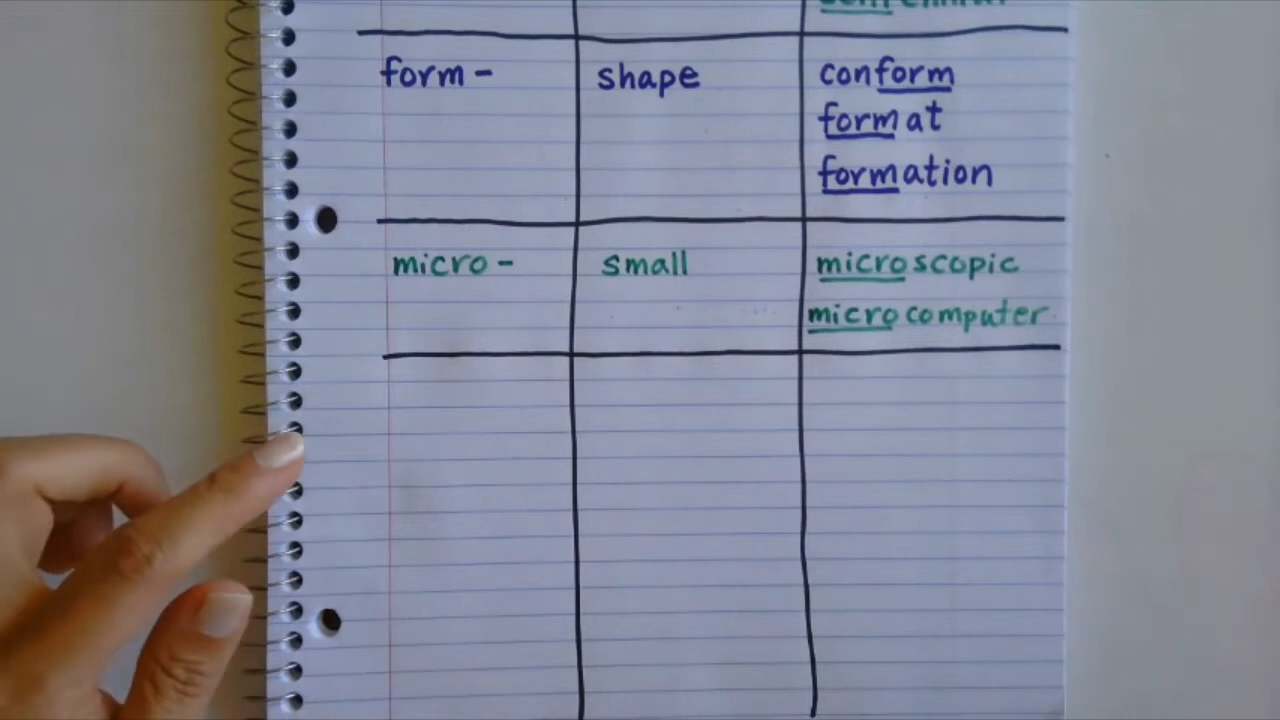 form - shape conform
format
formation
micro - small microscopic
microcomputer